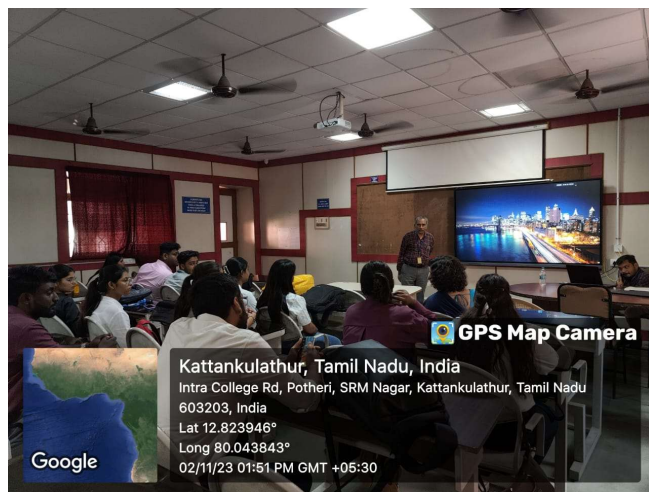 GPS Map Camera
Kattankulathur, Tamil Nadu, India
Intra College Rd, Potheri, SRM Nagar, Kattankulathur, Tamil Nadu
603203, India
Lat 12.823946°
Long 80.043843°
02/11/23 01:51 PM GMT +05:30
Google